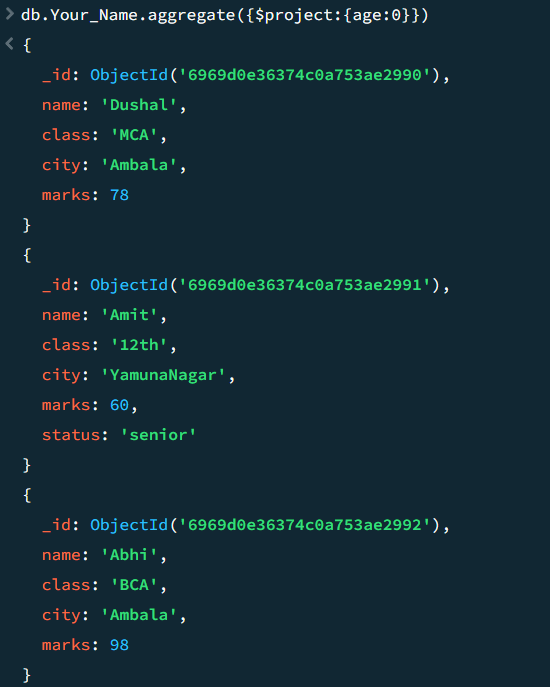 db.Your_Name.aggregate({$project:{age:0}})
{
_id: ObjectId('6969d0e36374c0a753ae2990'),
name: 'Dushal',
class: 'MCA',
city: 'Ambala',
marks: 78
}
{
_id: ObjectId('6969d0e36374c0a753ae2991'),
name: 'Amit',
class: '12th',
city: 'YamunaNagar',
marks: 60,
status: 'senior'
}
{
_id: ObjectId('6969d0e36374c0a753ae2992'),
name: 'Abhi',
class: 'BCA',
city: 'Ambala',
marks: 98
}